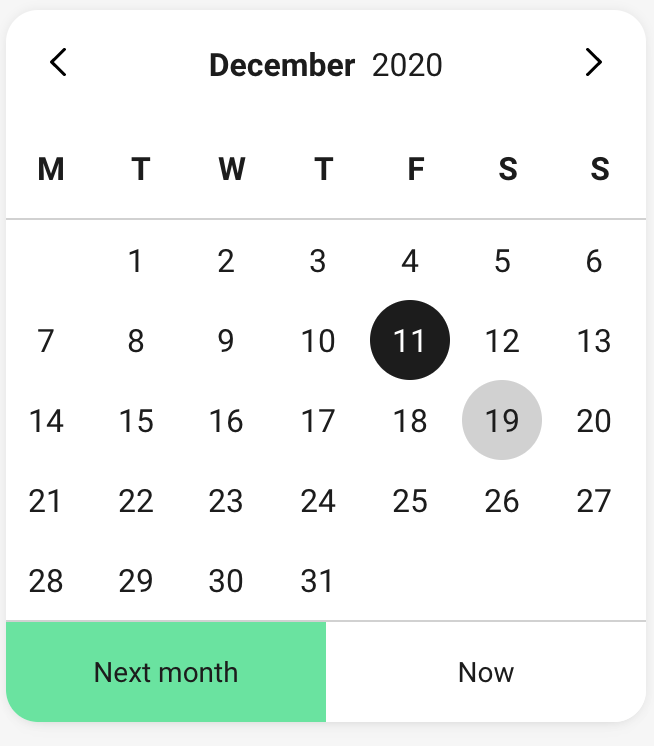 December 2020
M T W T F S S
1 2 3 4 5 6
7 8 9 10 11 12 13
14 15 16 17 18 19 20
21 22 23 24 25 26 27
28 29 30 31
Next month Now